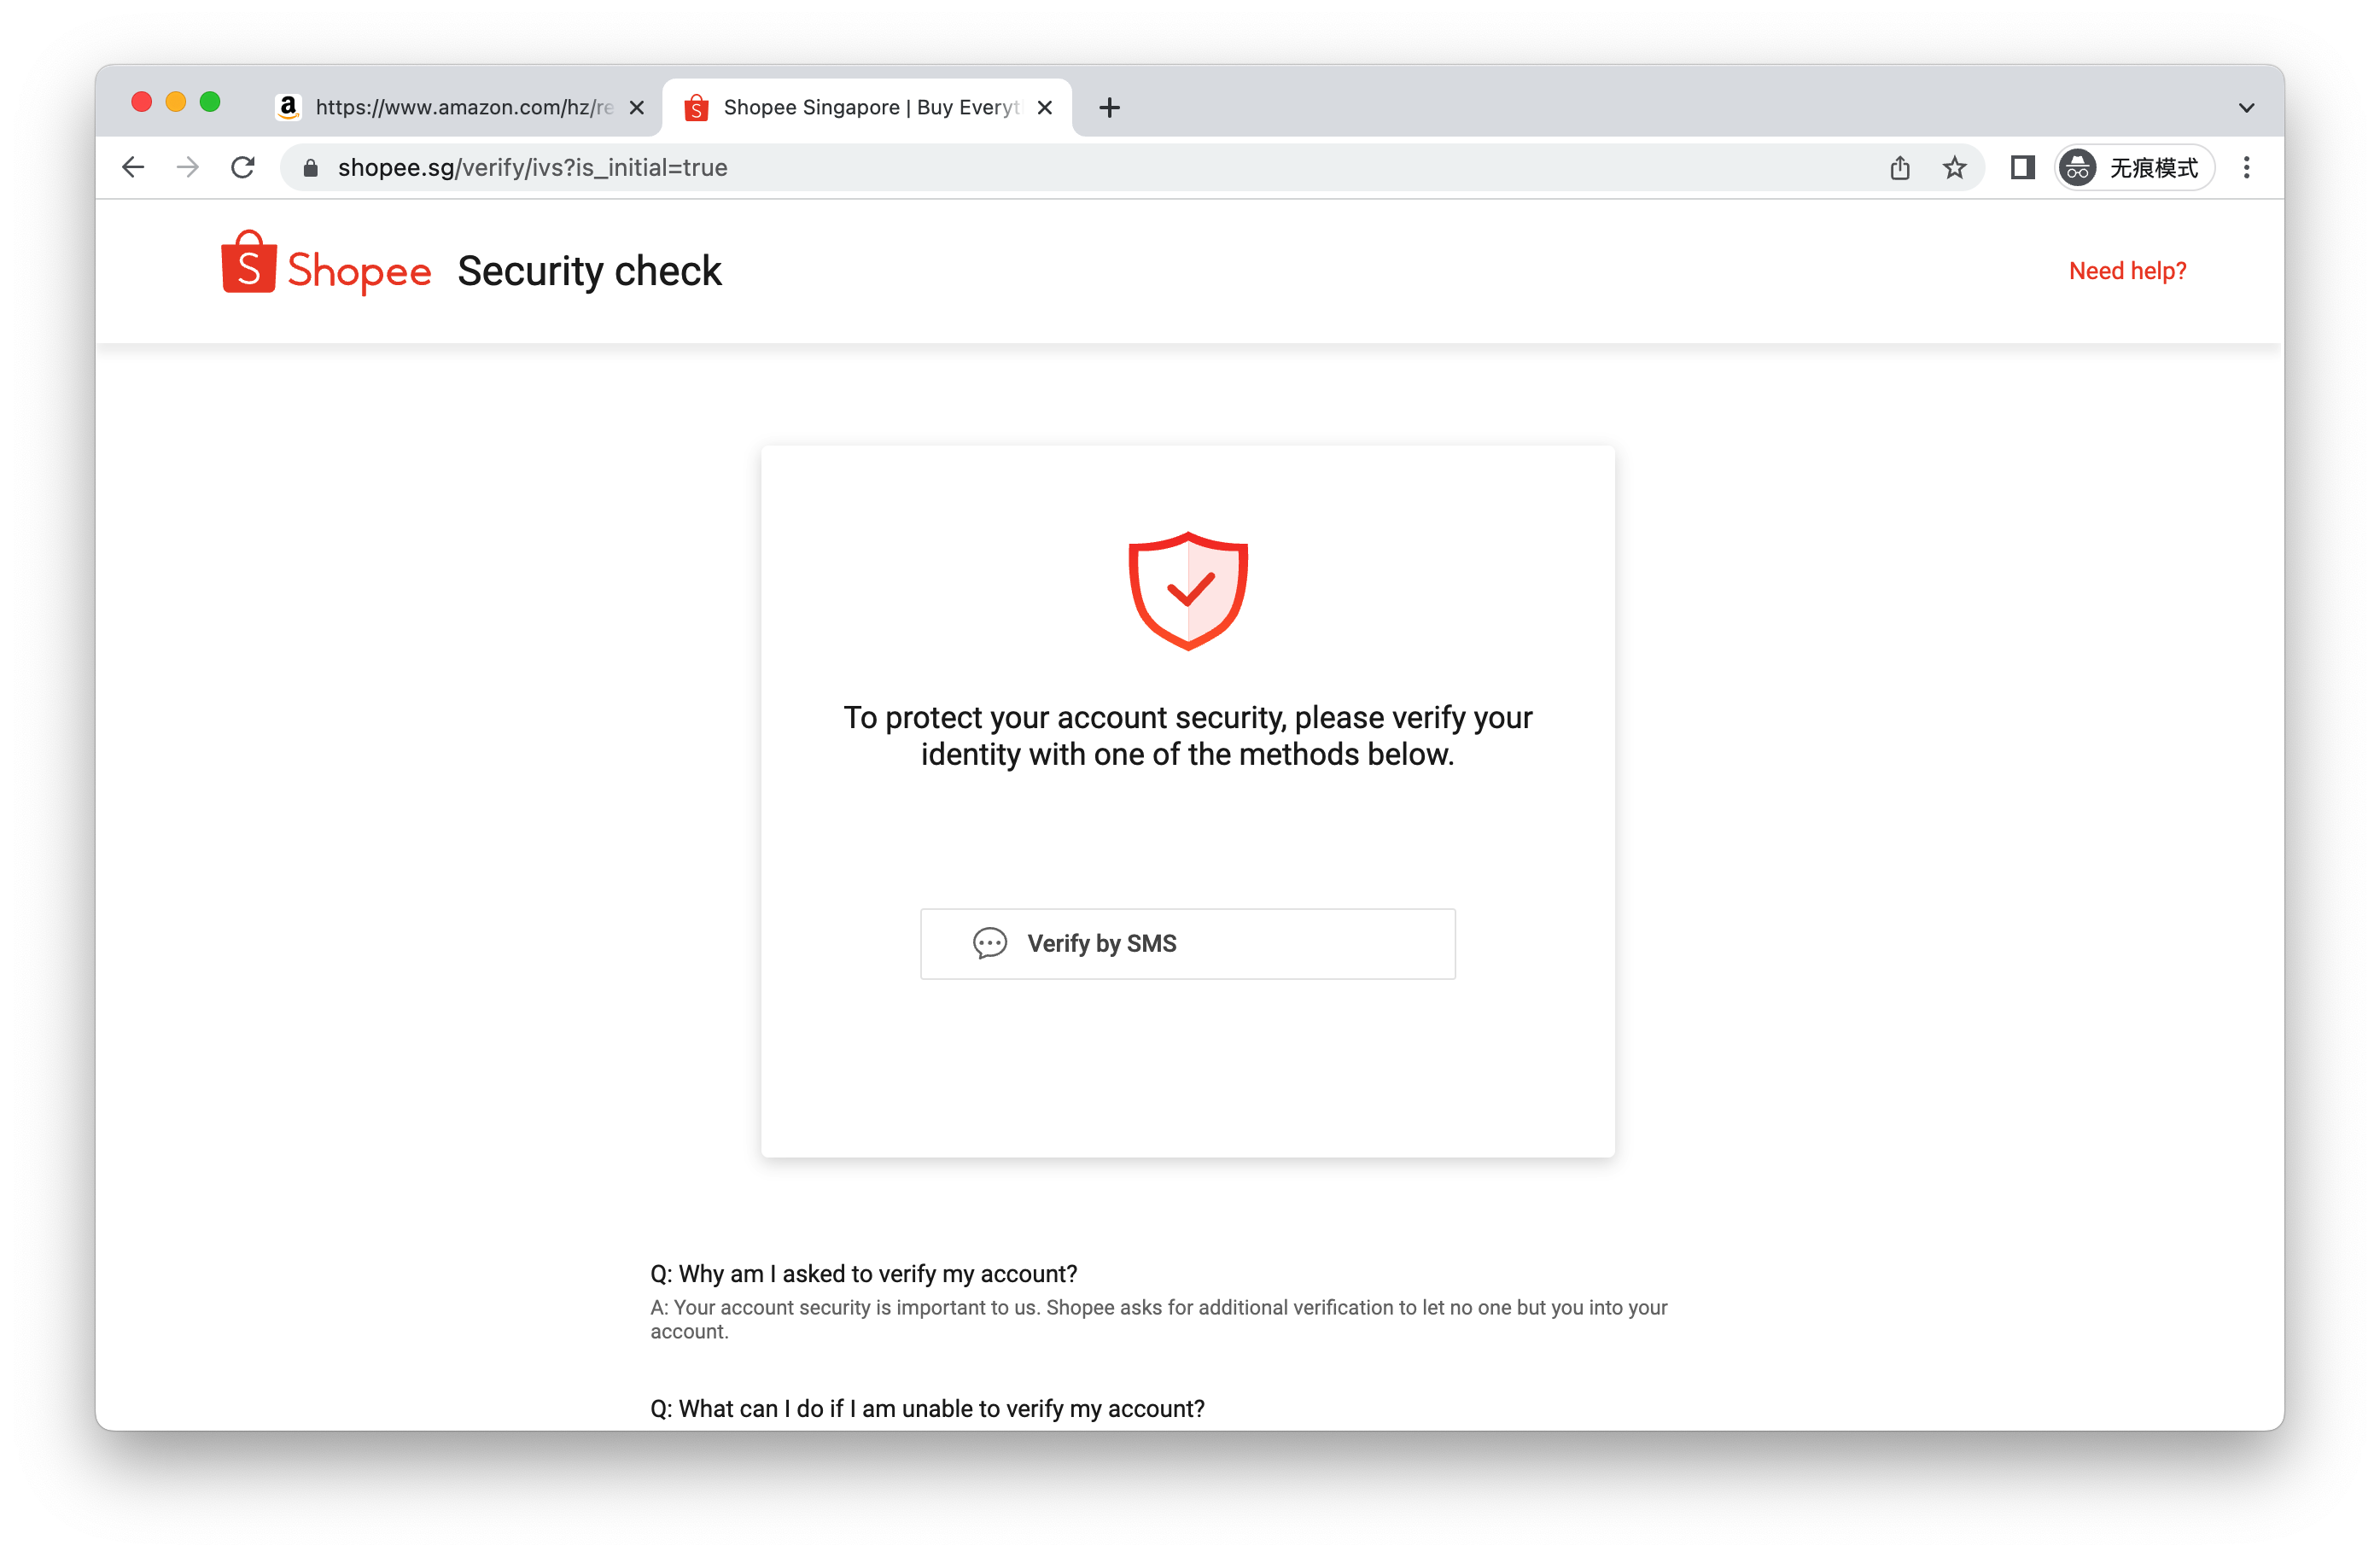 https://www.amazon.com/hz/re
Shopee Singapore | Buy Everyt
shopee.sg/verify/ivs?is_initial=true
无痕模式
Shopee Security check
Need help?
To protect your account security, please verify your
identity with one of the methods below.
Verify by SMS
Q: Why am I asked to verify my account?
A: Your account security is important to us. Shopee asks for additional verification to let no one but you into your
account.
Q: What can I do if I am unable to verify my account?